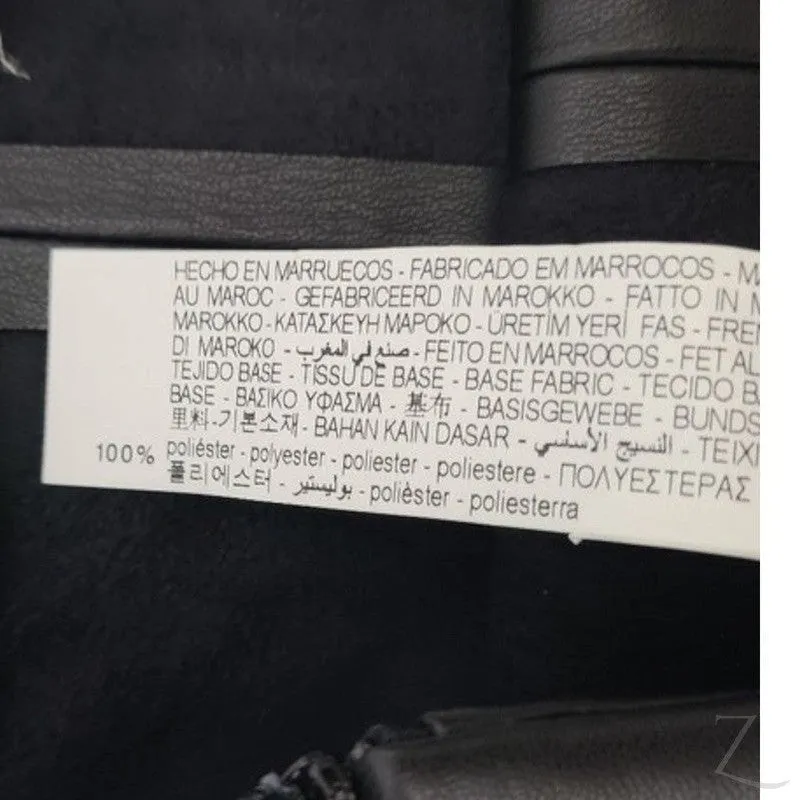 HECHO EN MARRUECOS - FABRICADO EM MARROCOS -
AU MAROC - GEFABRICEERD IN MAROKKO - FATTO IN
MAROKKO - ΚΑΤΑΣΚΕΥΗ ΜΑΡΟΚΟ - ÜRETİM YERİ FAS -
DI MAROKO - صنع في المغرب - FEITO EN MARROCOS - FET AL
TEJIDO BASE - TISSU DE BASE - BASE FABRIC - TECIDO
BASE - ΒΑΣΙΚΟ ΥΦΑΣΜΑ - 基布 - BASISGEWEBE -
里料 - 기본소재 - BAHAN KAIN DASAR - النسيج الأساسي -
100% poliéster - polyester - poliester - poliestere - ΠΟΛΥΕΣΤΕΡΑΣ
폴리에스터 - بوليستير - polièster - poliesterra
Z